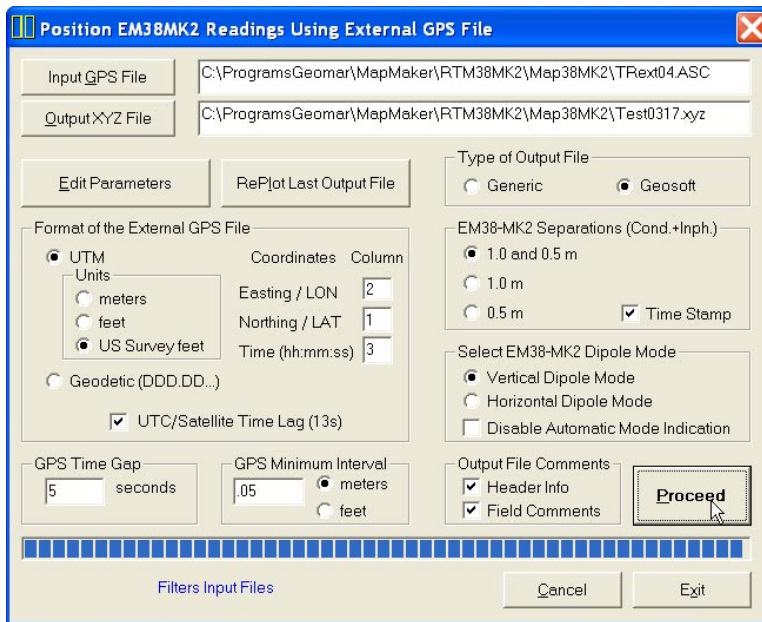 Position EM38MK2 Readings Using External GPS File
Input GPS File
C:\ProgramsGeomar\MapMaker\RTM38MK2\Map38MK2\TRext04.ASC
Output XYZ File
C:\ProgramsGeomar\MapMaker\RTM38MK2\Map38MK2\Test0317.xyz
Edit Parameters
RePlot Last Output File
Type of Output File
Generic
Geosoft
Format of the External GPS File
UTM
Coordinates Column
Units
meters
feet
US Survey feet
Easting / LON 2
Northing / LAT 1
Time (hh:mm:ss) 3
Geodetic (DDD.DD...)
UTC/Satellite Time Lag (13s)
EM38-MK2 Separations (Cond.+Inph.)
1.0 and 0.5 m
1.0 m
0.5 m
Time Stamp
Select EM38-MK2 Dipole Mode
Vertical Dipole Mode
Horizontal Dipole Mode
Disable Automatic Mode Indication
GPS Time Gap
5 seconds
GPS Minimum Interval
.05
meters
feet
Output File Comments
Header Info
Field Comments
Proceed
Filters Input Files
Cancel
Exit